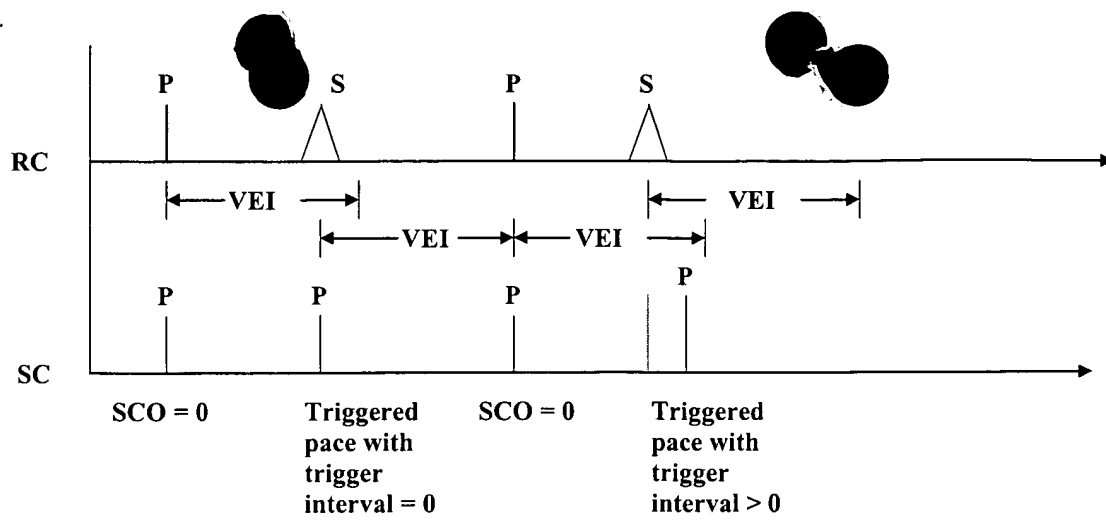 P
S
P
S
RC
VEI
VEI
VEI
VEI
P
P
P
P
SC
SCO = 0
Triggered
pace with
trigger
interval = 0
SCO = 0
Triggered
pace with
trigger
interval > 0